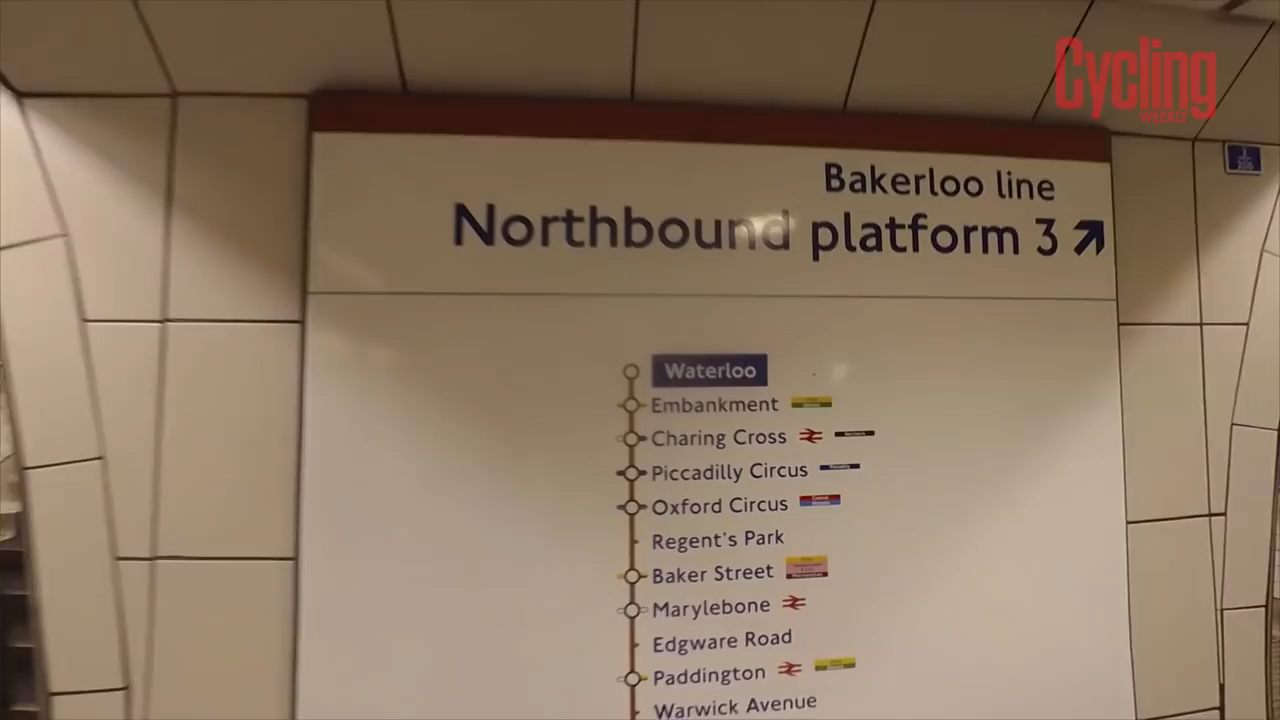 Cycling
WEEKLY
Bakerloo line
Northbound platform 3
Waterloo
Embankment
Charing Cross
Piccadilly Circus
Oxford Circus
Regent's Park
Baker Street
Marylebone
Edgware Road
Paddington
Warwick Avenue